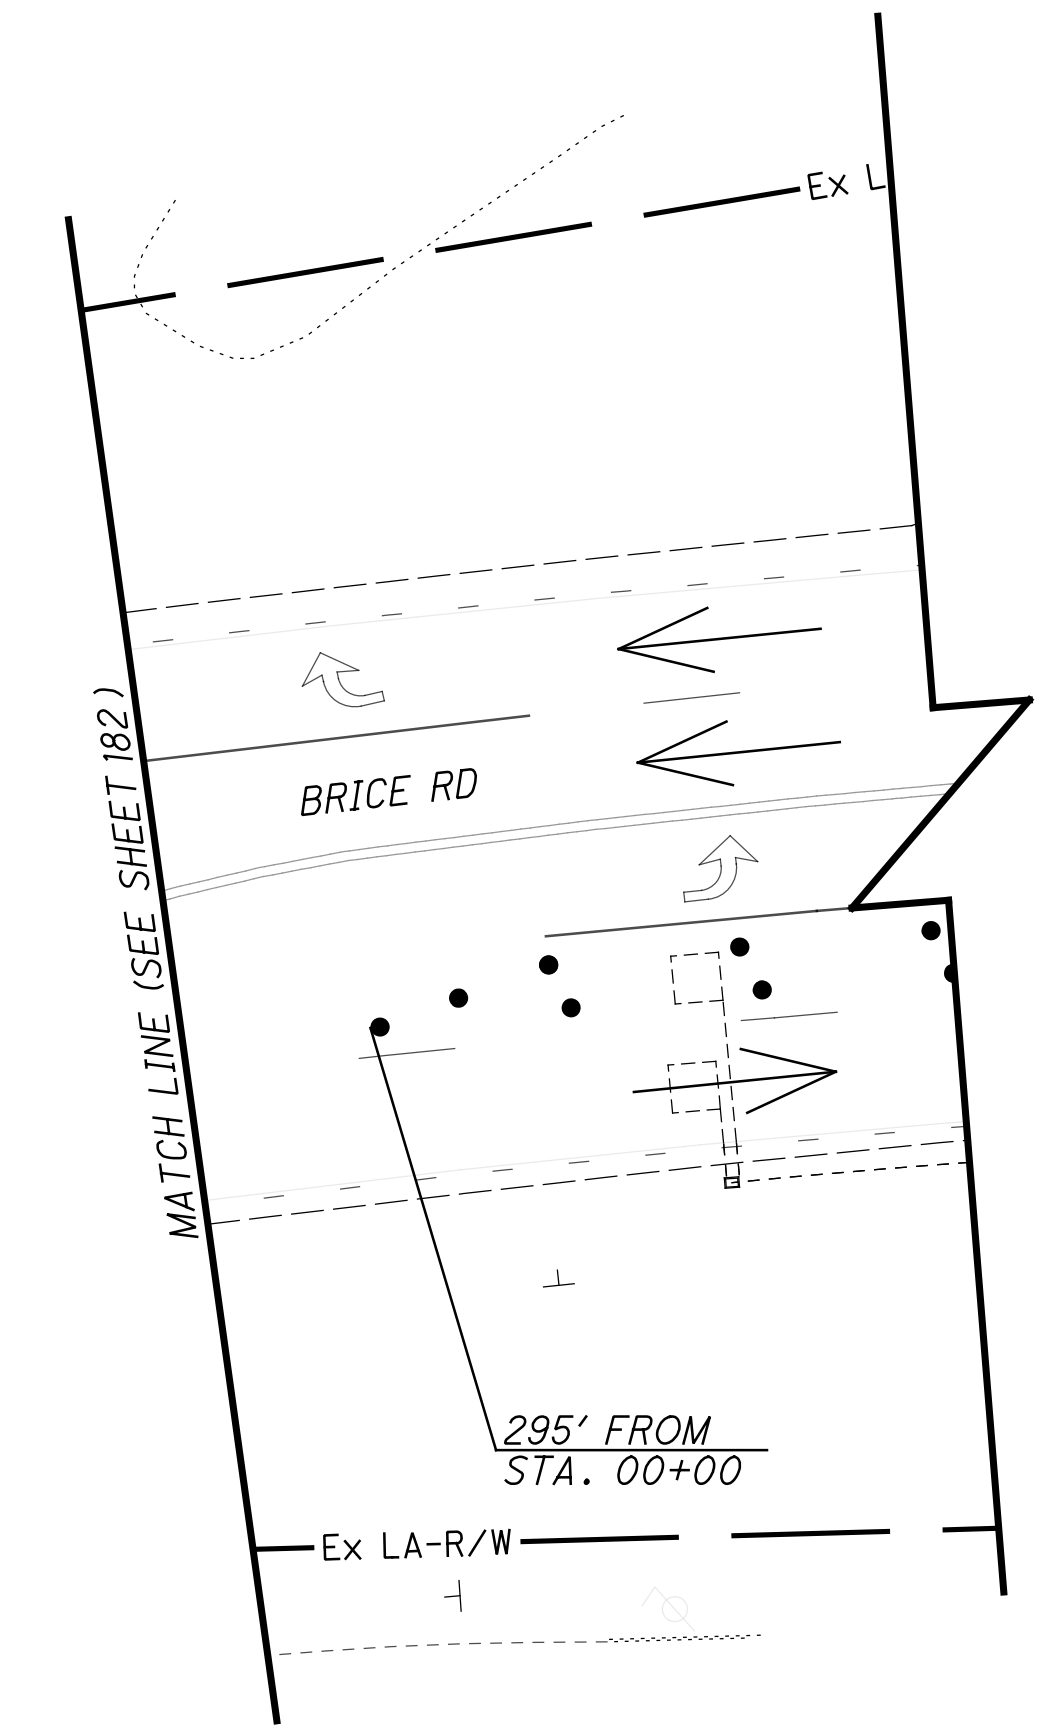 Ex L
MATCH LINE (SEE SHEET 182)
BRICE RD
295' FROM
STA. 00+00
Ex LA-R/W